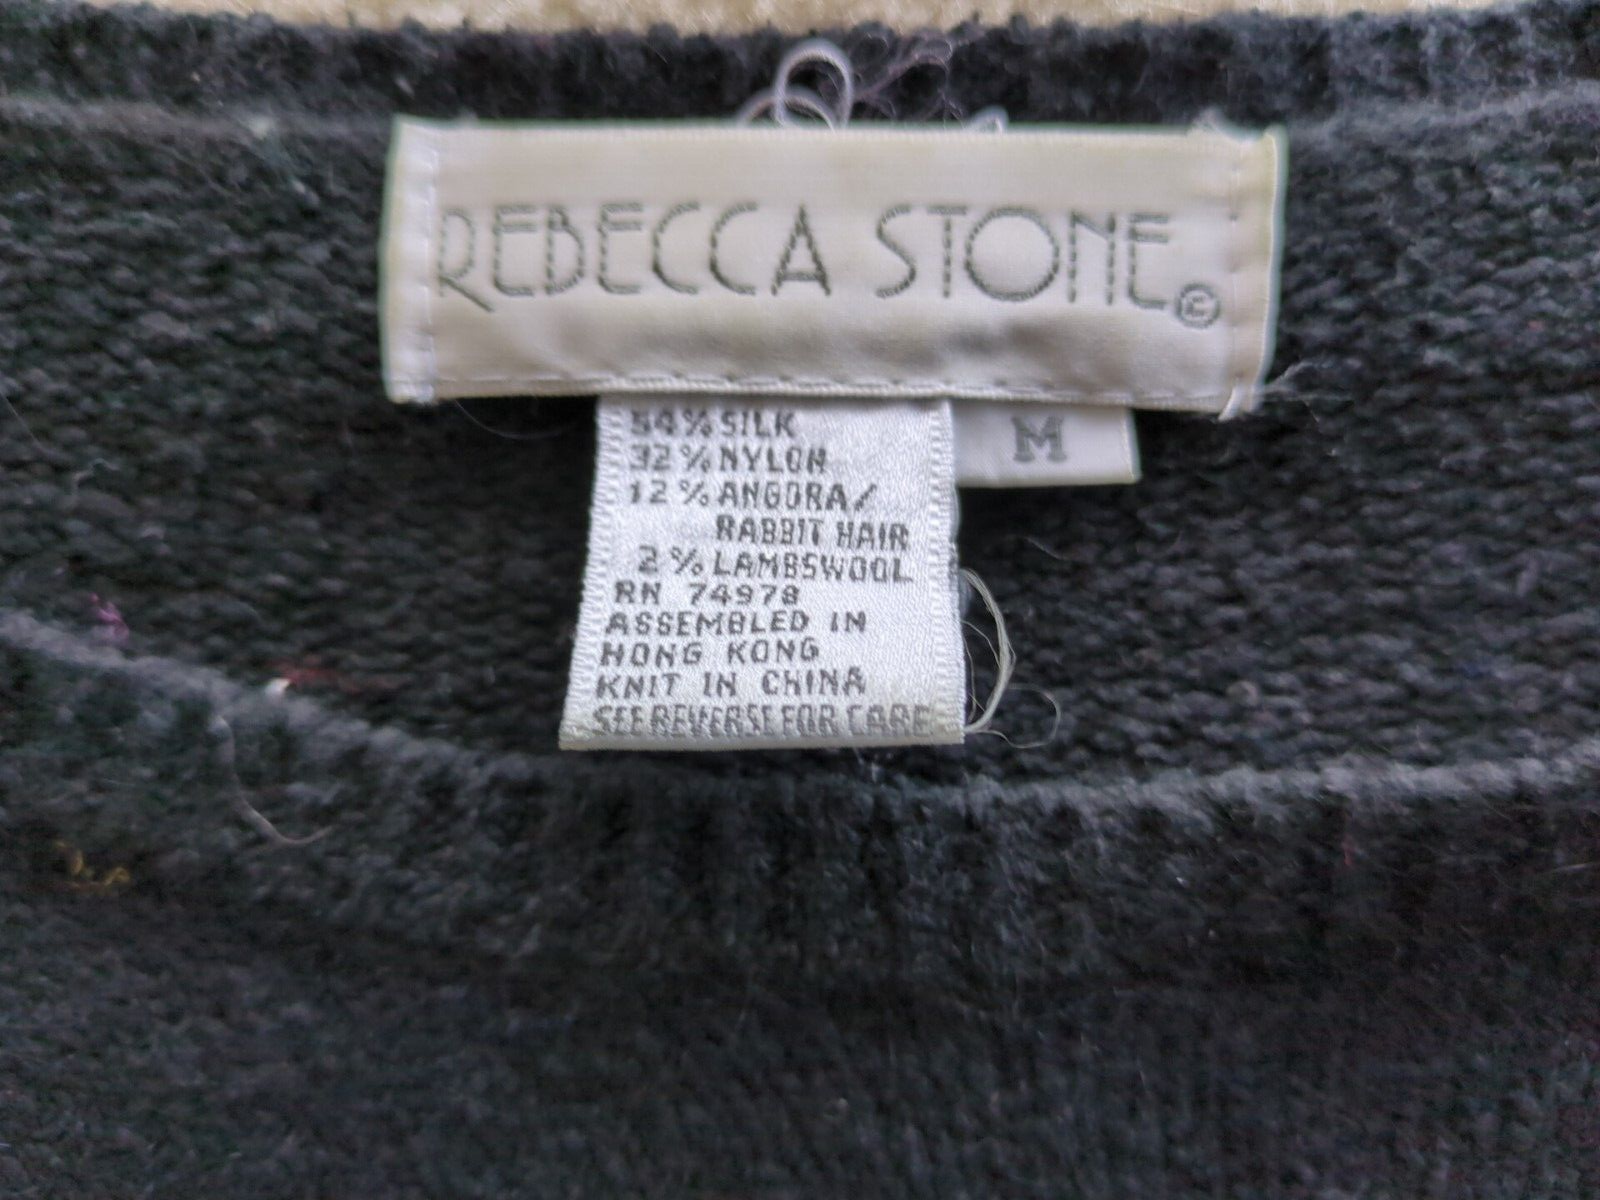 REBECCA STONE©
54% SILK
M
32% NYLON
12% ANGORA/
RABBIT HAIR
2% LAMBSWOOL
RN 74978
ASSEMBLED IN
HONG KONG
KNIT IN CHINA
SEE REVERSE FOR CARE